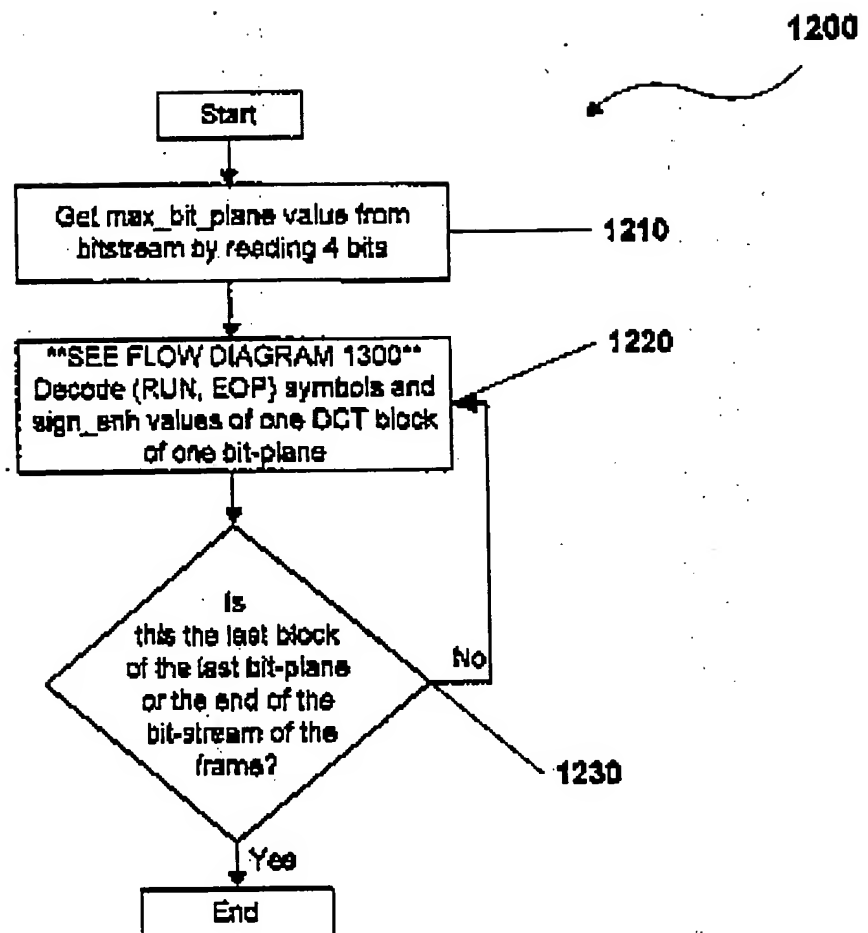 1200
Start
Get max_bit_plane value from
bitstream by reading 4 bits
1210
**SEE FLOW DIAGRAM 1300**
Decode (RUN, EOP} symbols and
sign_enh values of one DCT block
of one bit-plane
1220
Is
this the last block
of the last bit-plane
or the end of the
bit-stream of the
frame?
No
1230
Yes
End